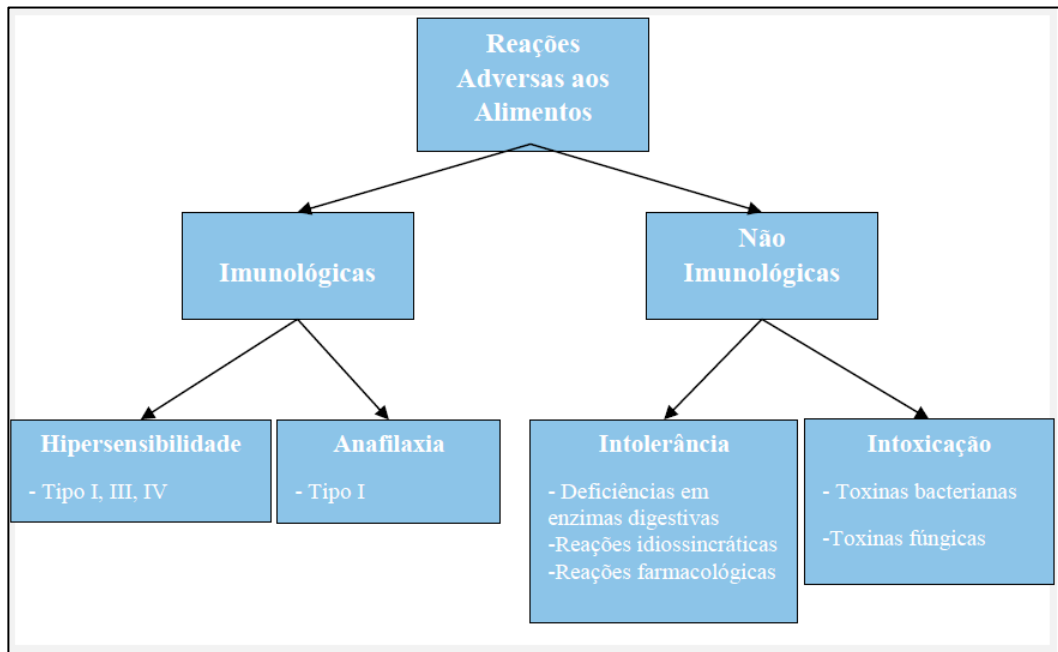 Reações
Adversas aos
Alimentos
Imunológicas
Não
Imunológicas
Hipersensibilidade
- Tipo I, III, IV
Anafilaxia
- Tipo I
Intolerância
- Deficiências em
enzimas digestivas
-Reações idiossincráticas
-Reações farmacológicas
Intoxicação
- Toxinas bacterianas
-Toxinas fúngicas